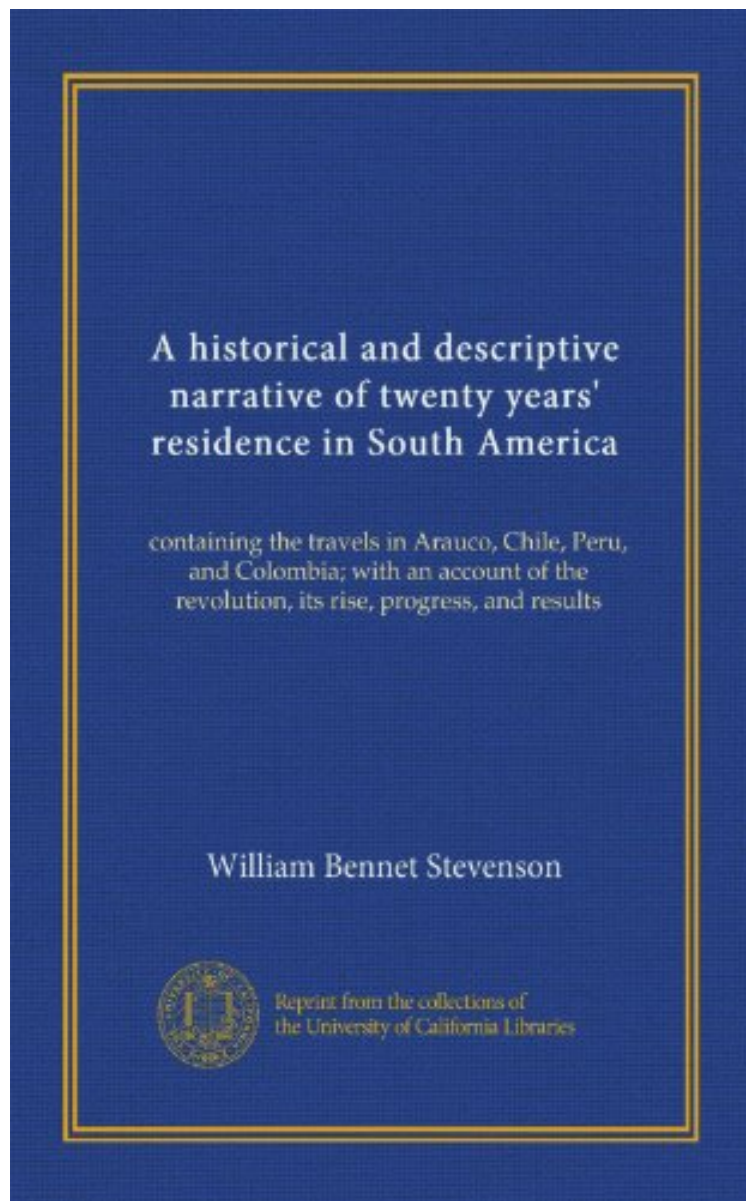 A historical and descriptive
narrative of twenty years'
residence in South America
containing the travels in Arauco, Chile, Peru,
and Colombia; with an account of the
revolution, its rise, progress, and results
William Bennet Stevenson
Reprint from the collections of
the University of California Libraries